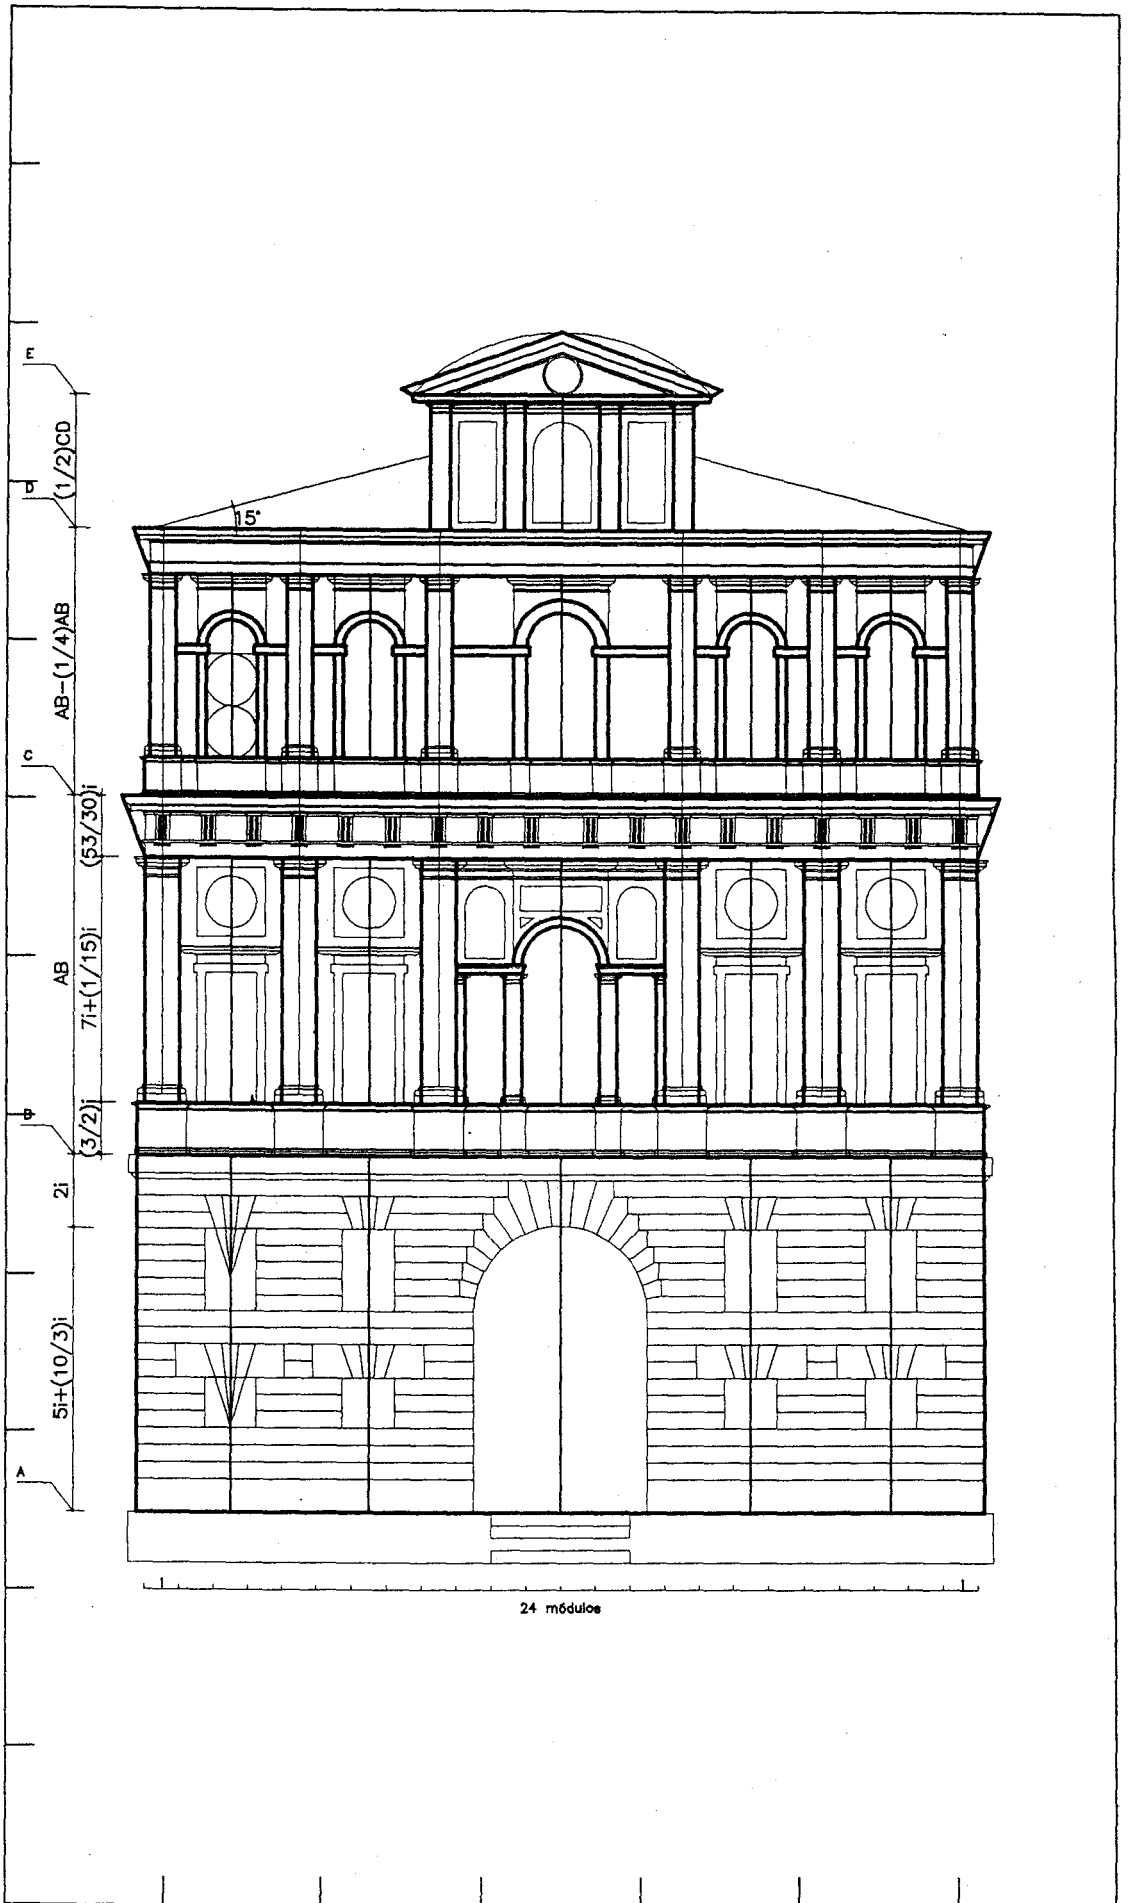 E
(1/2)CD
D
15°
AB-(1/4)AB
C
(53/30)i
AB
7i+(1/15)i
B
(3/2)i
2i
5i+(10/3)i
A
24 módulos